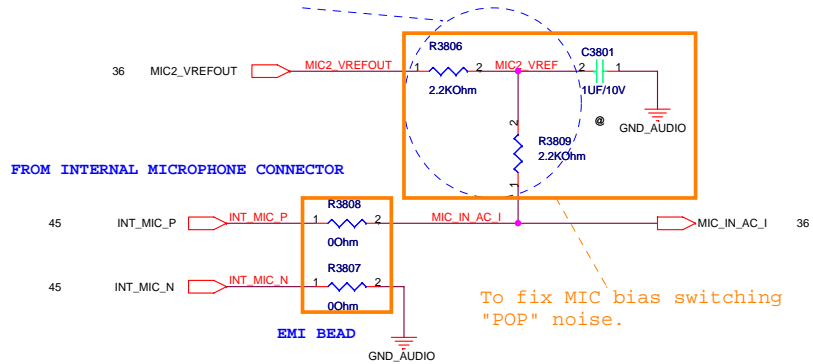 R3806
C3801
36 MIC2_VREFOUT MIC2_VREFOUT 1 2 MIC2_VREF 2 1
2.2KOhm 1UF/10V
@
GND_AUDIO
2
R3809
2.2KOhm
1
FROM INTERNAL MICROPHONE CONNECTOR
R3808
45 INT_MIC_P INT_MIC_P 1 2 MIC_IN_AC_I MIC_IN_AC_I 36
0Ohm
R3807
45 INT_MIC_N INT_MIC_N 1 2
0Ohm
To fix MIC bias switching
"POP" noise.
EMI BEAD
GND_AUDIO